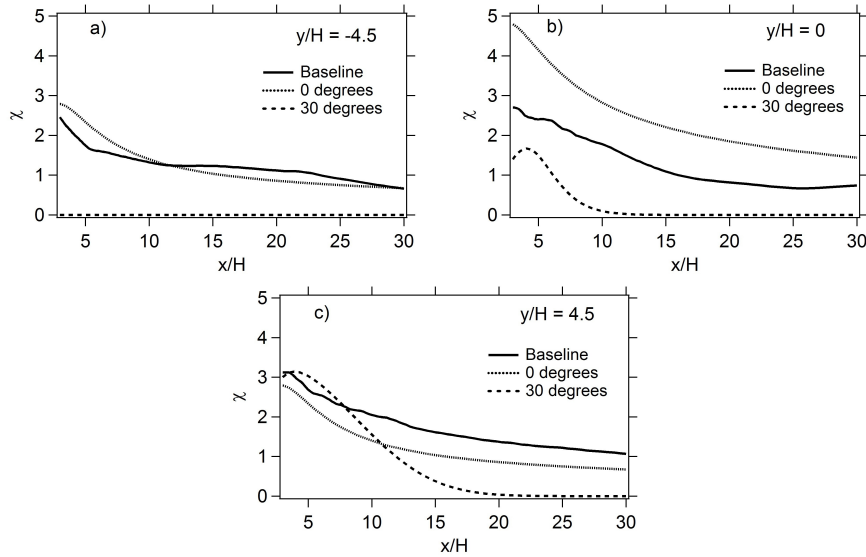 a)
y/H = -4.5
Baseline
0 degrees
30 degrees
χ
5
4
3
2
1
0
5 10 15 20 25 30
x/H
b)
y/H = 0
Baseline
0 degrees
30 degrees
χ
5
4
3
2
1
0
5 10 15 20 25 30
x/H
c)
y/H = 4.5
Baseline
0 degrees
30 degrees
χ
5
4
3
2
1
0
5 10 15 20 25 30
x/H